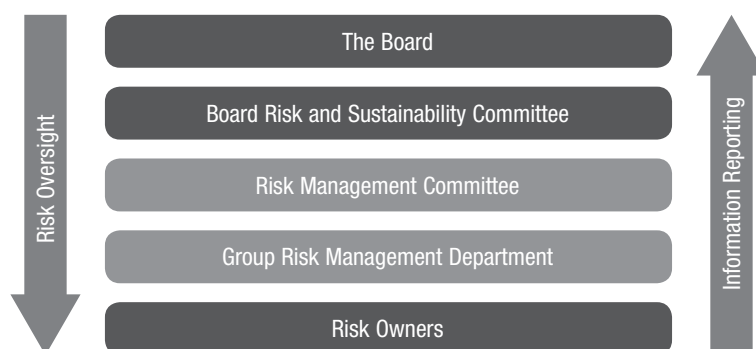 The Board
Board Risk and Sustainability Committee
Risk Management Committee
Group Risk Management Department
Risk Owners
Risk Oversight
Information Reporting